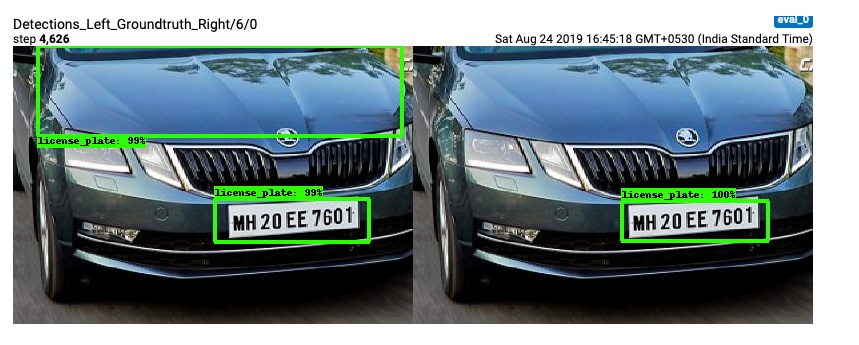 Detections_Left_Groundtruth_Right/6/0
eval_0
step 4,626
Sat Aug 24 2019 16:45:18 GMT+0530 (India Standard Time)
license_plate: 99%
license_plate: 99%
MH 20 EE 7601
license_plate: 100%
MH 20 EE 7601